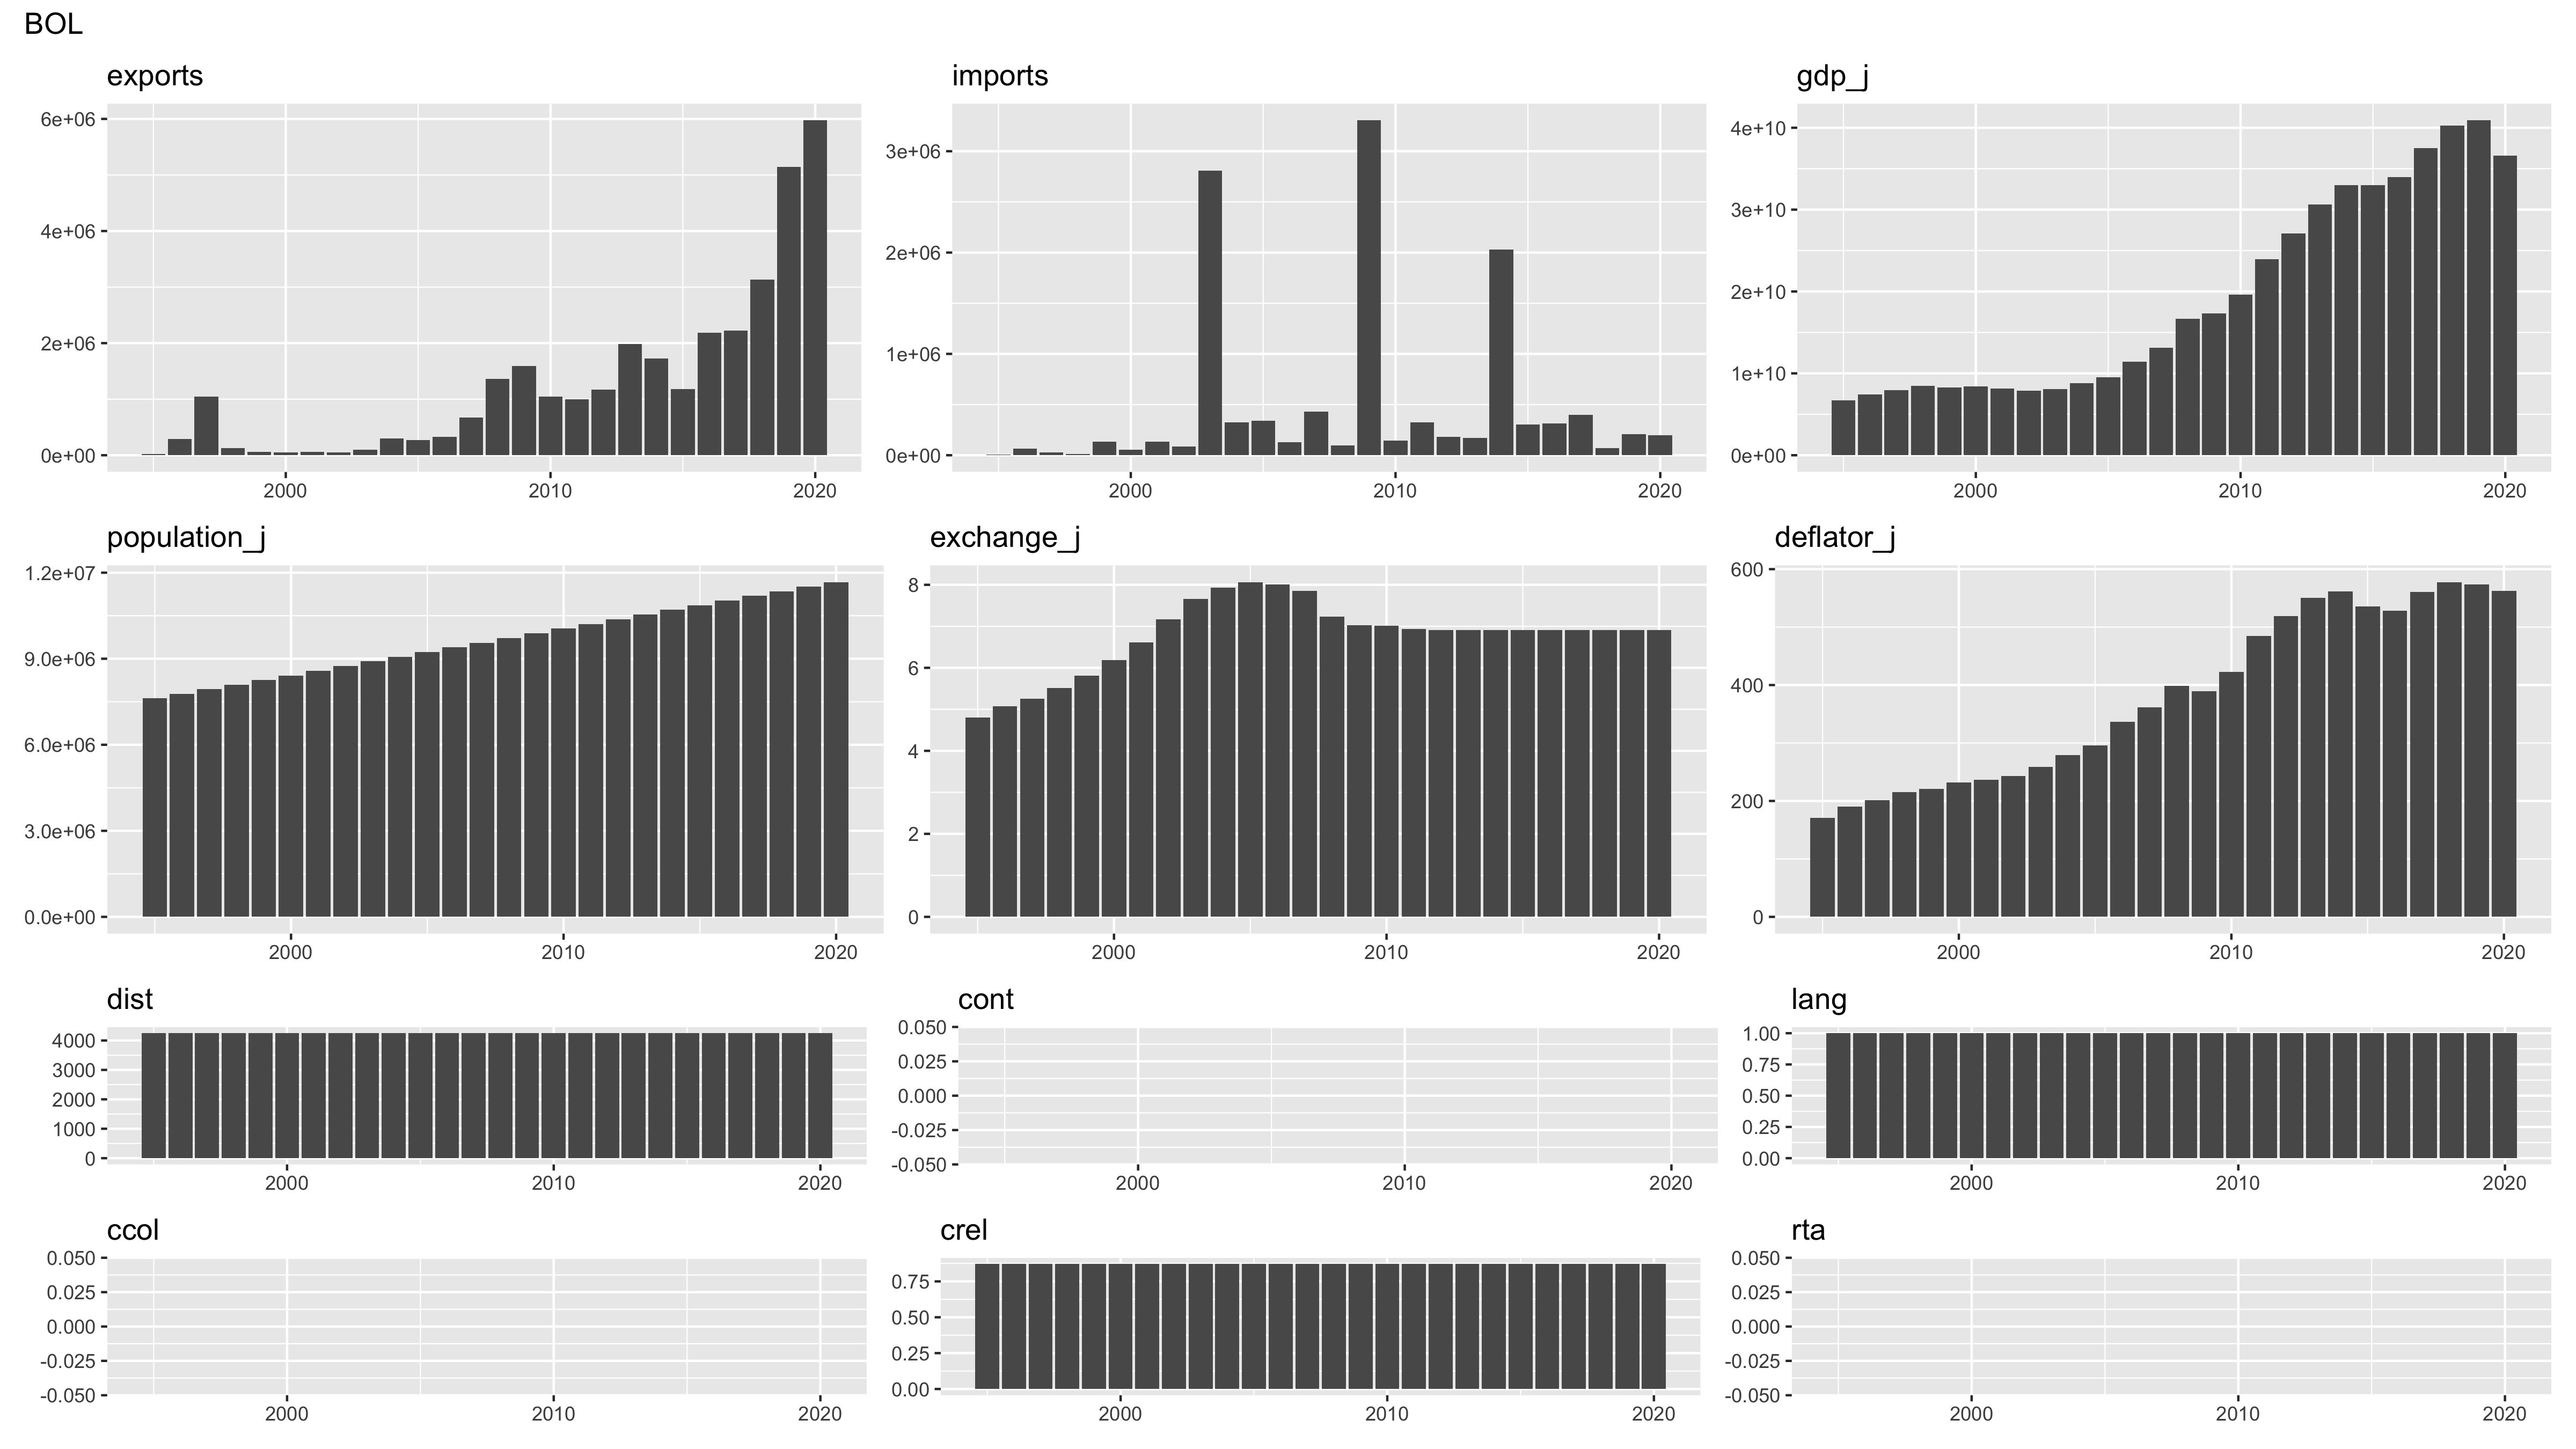 BOL
exports
6e+06
4e+06
2e+06
0e+00
2000 2010 2020
imports
3e+06
2e+06
1e+06
0e+00
2000 2010 2020
gdp_j
4e+10
3e+10
2e+10
1e+10
0e+00
2000 2010 2020
population_j
1.2e+07
9.0e+06
6.0e+06
3.0e+06
0.0e+00
2000 2010 2020
exchange_j
8
6
4
2
0
2000 2010 2020
deflator_j
600
400
200
0
2000 2010 2020
dist
4000
3000
2000
1000
0
2000 2010 2020
cont
0.050
0.025
0.000
-0.025
-0.050
2000 2010 2020
lang
1.00
0.75
0.50
0.25
0.00
2000 2010 2020
ccol
0.050
0.025
0.000
-0.025
-0.050
2000 2010 2020
crel
0.75
0.50
0.25
0.00
2000 2010 2020
rta
0.050
0.025
0.000
-0.025
-0.050
2000 2010 2020